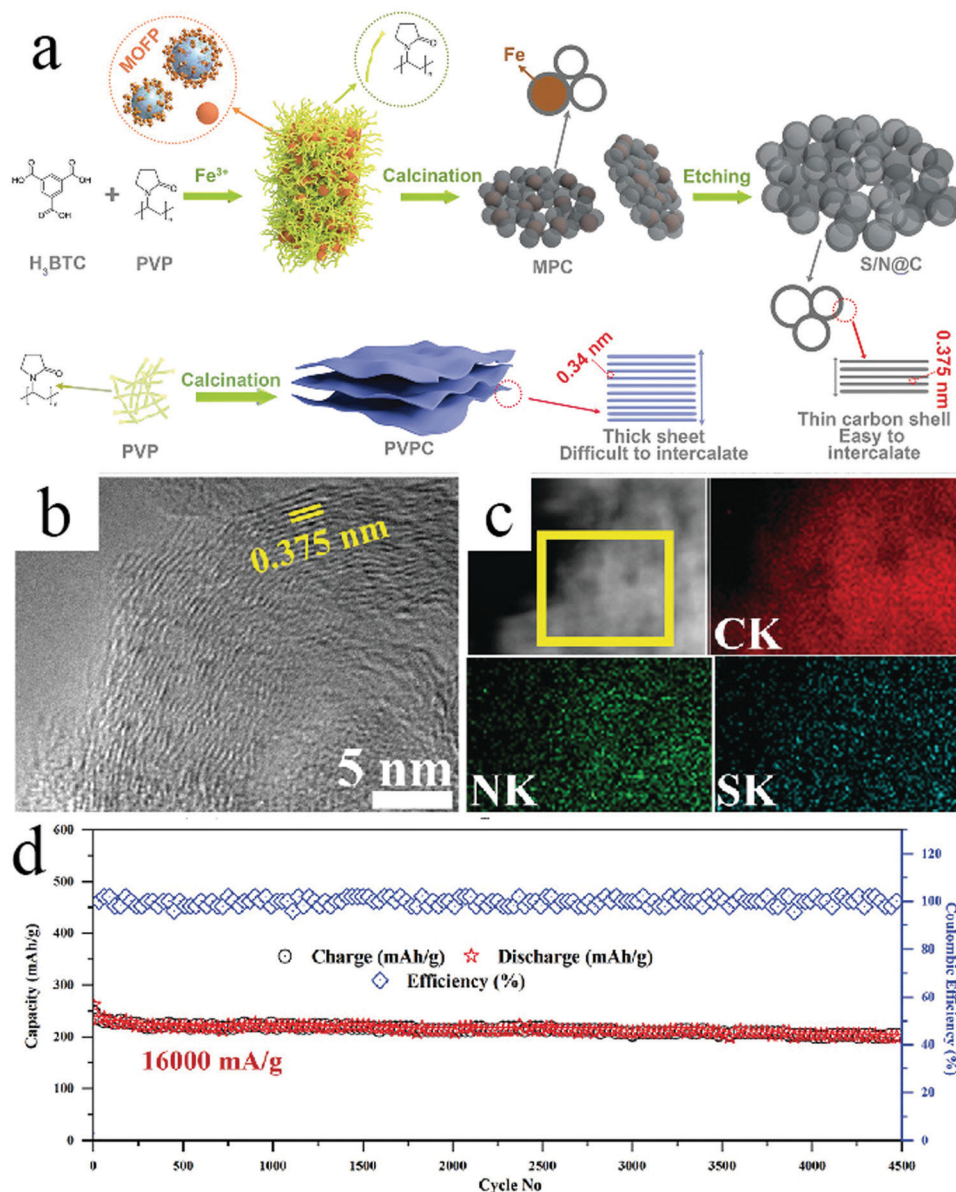 a
MOFP
Fe
O
N
n
O
OH
HO
O
O
OH
+
O
N
n
Fe³⁺
Calcination
Etching
H₃BTC
PVP
MPC
S/N@C
O
N
n
Calcination
0.34 nm
0.375 nm
PVP
PVPC
Thick sheet
Difficult to intercalate
Thin carbon shell
Easy to
intercalate
b
0.375 nm
5 nm
c
CK
NK
SK
d
600
500
400
300
200
100
0
Capacity (mAh/g)
Charge (mAh/g)
Discharge (mAh/g)
Efficiency (%)
16000 mA/g
120
100
80
60
40
20
0
Coulombic Efficiency (%)
0
500
1000
1500
2000
2500
3000
3500
4000
4500
Cycle No